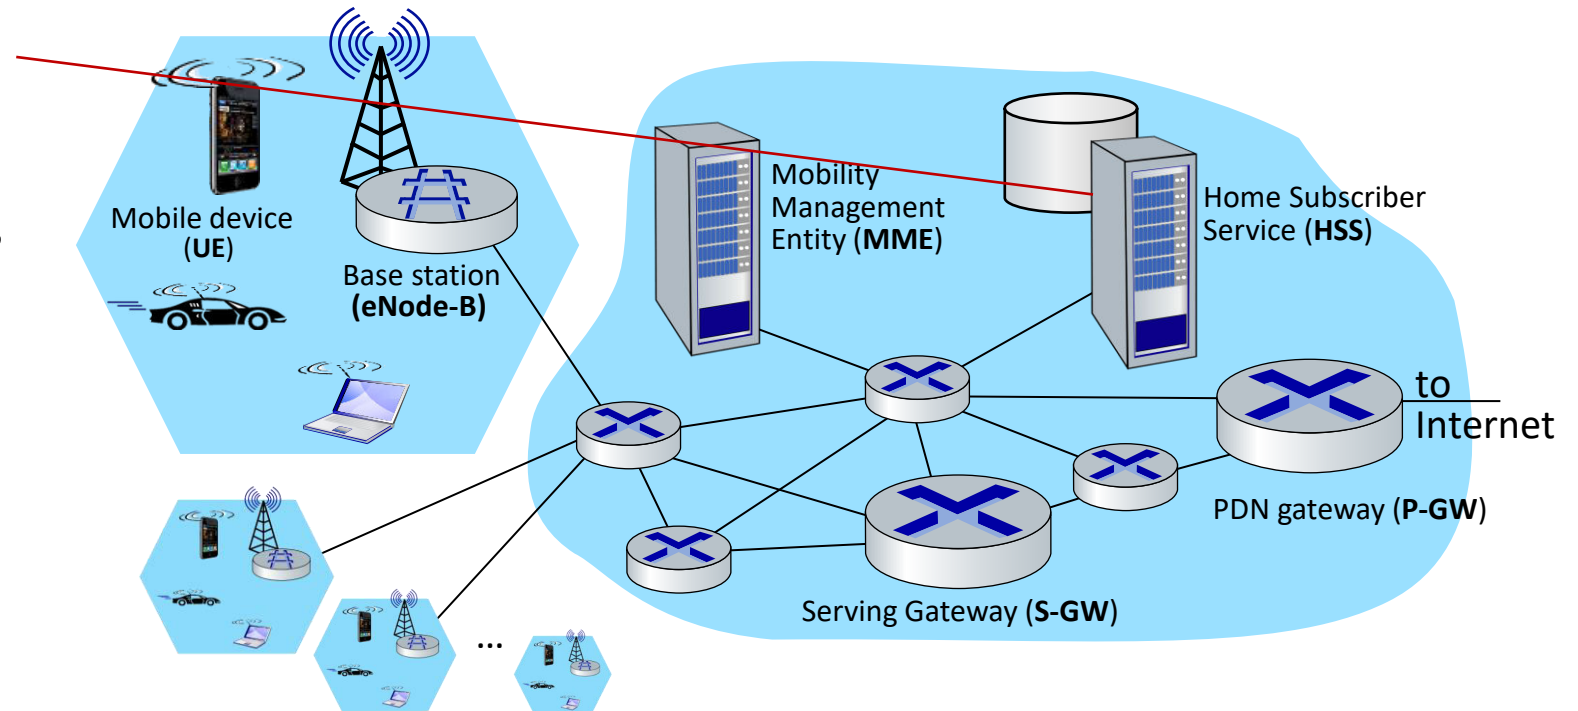 Mobile device
(UE)
Base station
(eNode-B)
Mobility
Management
Entity (MME)
Home Subscriber
Service (HSS)
to
Internet
PDN gateway (P-GW)
Serving Gateway (S-GW)
...